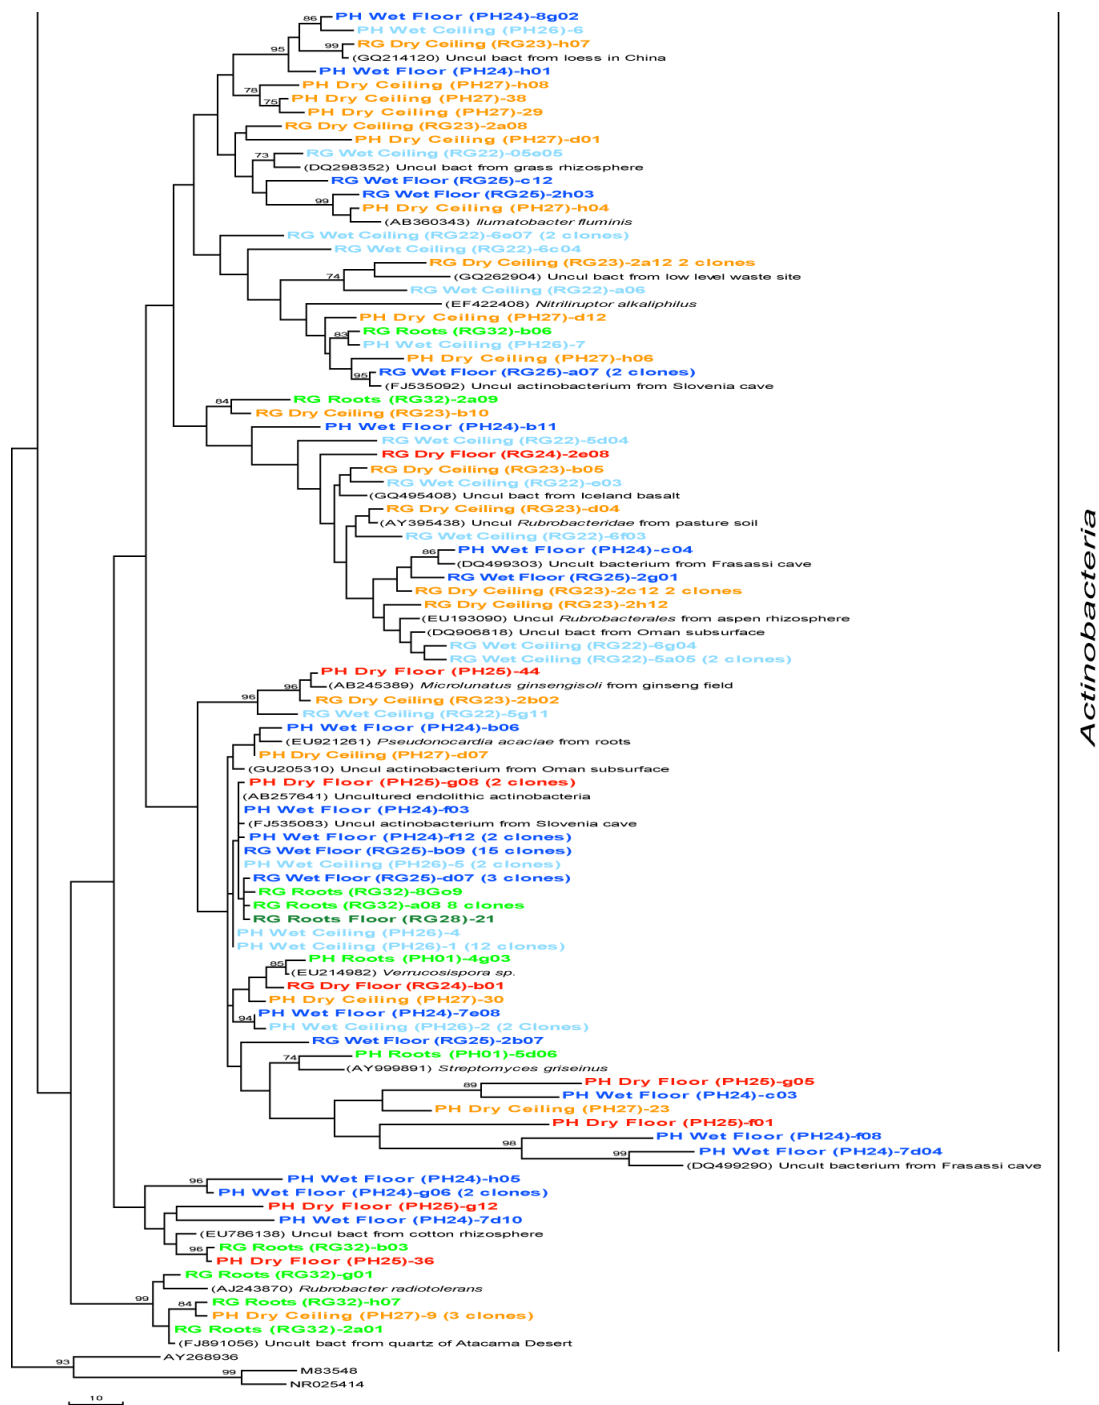 86 PH Wet Floor (PH24)-8g02
PH Wet Ceiling (PH26)-6
95 99 RG Dry Ceiling (RG23)-h07
(GQ214120) Uncul bact from loess in China
PH Wet Floor (PH24)-h01
78 PH Dry Ceiling (PH27)-h08
75 PH Dry Ceiling (PH27)-38
PH Dry Ceiling (PH27)-29
RG Dry Ceiling (RG23)-2a08
PH Dry Ceiling (PH27)-d01
73 RG Wet Ceiling (RG22)-05e05
(DQ298352) Uncul bact from grass rhizosphere
RG Wet Floor (RG25)-c12
99 RG Wet Floor (RG25)-2h03
PH Dry Ceiling (PH27)-h04
(AB360343) Ilumatobacter fluminis
RG Wet Ceiling (RG22)-6e07 (2 clones)
RG Wet Ceiling (RG22)-6c04
RG Dry Ceiling (RG23)-2a12 2 clones
74 (GQ262904) Uncul bact from low level waste site
RG Wet Ceiling (RG22)-a06
(EF422408) Nitriliruptor alkaliphilus
PH Dry Ceiling (PH27)-d12
83 RG Roots (RG32)-b06
PH Wet Ceiling (PH26)-7
PH Dry Ceiling (PH27)-h06
95 RG Wet Floor (RG25)-a07 (2 clones)
(FJ535092) Uncul actinobacterium from Slovenia cave
84 RG Roots (RG32)-2a09
RG Dry Ceiling (RG23)-b10
PH Wet Floor (PH24)-b11
RG Wet Ceiling (RG22)-5d04
RG Dry Floor (RG24)-2e08
RG Dry Ceiling (RG23)-b05
RG Wet Ceiling (RG22)-e03
(GQ495408) Uncul bact from Iceland basalt
RG Dry Ceiling (RG23)-d04
(AY395438) Uncul Rubrobacteridae from pasture soil
RG Wet Ceiling (RG22)-6f03
86 PH Wet Floor (PH24)-c04
(DQ499303) Uncult bacterium from Frasassi cave
RG Wet Floor (RG25)-2g01
RG Dry Ceiling (RG23)-2c12 2 clones
RG Dry Ceiling (RG23)-2h12
(EU193090) Uncul Rubrobacterales from aspen rhizosphere
(DQ906818) Uncul bact from Oman subsurface
RG Wet Ceiling (RG22)-6g04
RG Wet Ceiling (RG22)-5a05 (2 clones)
PH Dry Floor (PH25)-44
96 (AB245389) Microlunatus ginsengisoli from ginseng field
96 RG Dry Ceiling (RG23)-2b02
RG Wet Ceiling (RG22)-5g11
PH Wet Floor (PH24)-b06
(EU921261) Pseudonocardia acaciae from roots
PH Dry Ceiling (PH27)-d07
(GU205310) Uncul actinobacterium from Oman subsurface
PH Dry Floor (PH25)-g08 (2 clones)
(AB257641) Uncultured endolithic actinobacteria
PH Wet Floor (PH24)-f03
(FJ535083) Uncul actinobacterium from Slovenia cave
PH Wet Floor (PH24)-f12 (2 clones)
RG Wet Floor (RG25)-b09 (15 clones)
PH Wet Ceiling (PH26)-5 (2 clones)
RG Wet Floor (RG25)-d07 (3 clones)
RG Roots (RG32)-8Go9
RG Roots (RG32)-a08 8 clones
RG Roots Floor (RG28)-21
PH Wet Ceiling (PH26)-4
PH Wet Ceiling (PH26)-1 (12 clones)
85 PH Roots (PH01)-4g03
(EU214982) Verrucosispora sp.
RG Dry Floor (RG24)-b01
PH Dry Ceiling (PH27)-30
94 PH Wet Floor (PH24)-7e08
PH Wet Ceiling (PH26)-2 (2 Clones)
RG Wet Floor (RG25)-2b07
74 PH Roots (PH01)-5d06
(AY999891) Streptomyces griseinus
89 PH Dry Floor (PH25)-g05
PH Wet Floor (PH24)-c03
PH Dry Ceiling (PH27)-23
PH Dry Floor (PH25)-f01
98 PH Wet Floor (PH24)-f08
99 PH Wet Floor (PH24)-7d04
(DQ499290) Uncult bacterium from Frasassi cave
96 PH Wet Floor (PH24)-h05
PH Wet Floor (PH24)-g06 (2 clones)
PH Dry Floor (PH25)-g12
PH Wet Floor (PH24)-7d10
(EU786138) Uncul bact from cotton rhizosphere
96 RG Roots (RG32)-b03
PH Dry Floor (PH25)-36
RG Roots (RG32)-g01
99 (AJ243870) Rubrobacter radiotolerans
84 RG Roots (RG32)-h07
PH Dry Ceiling (PH27)-9 (3 clones)
RG Roots (RG32)-2a01
(FJ891056) Uncult bact from quartz of Atacama Desert
93 AY268936
99 M83548
NR025414
10
Actinobacteria